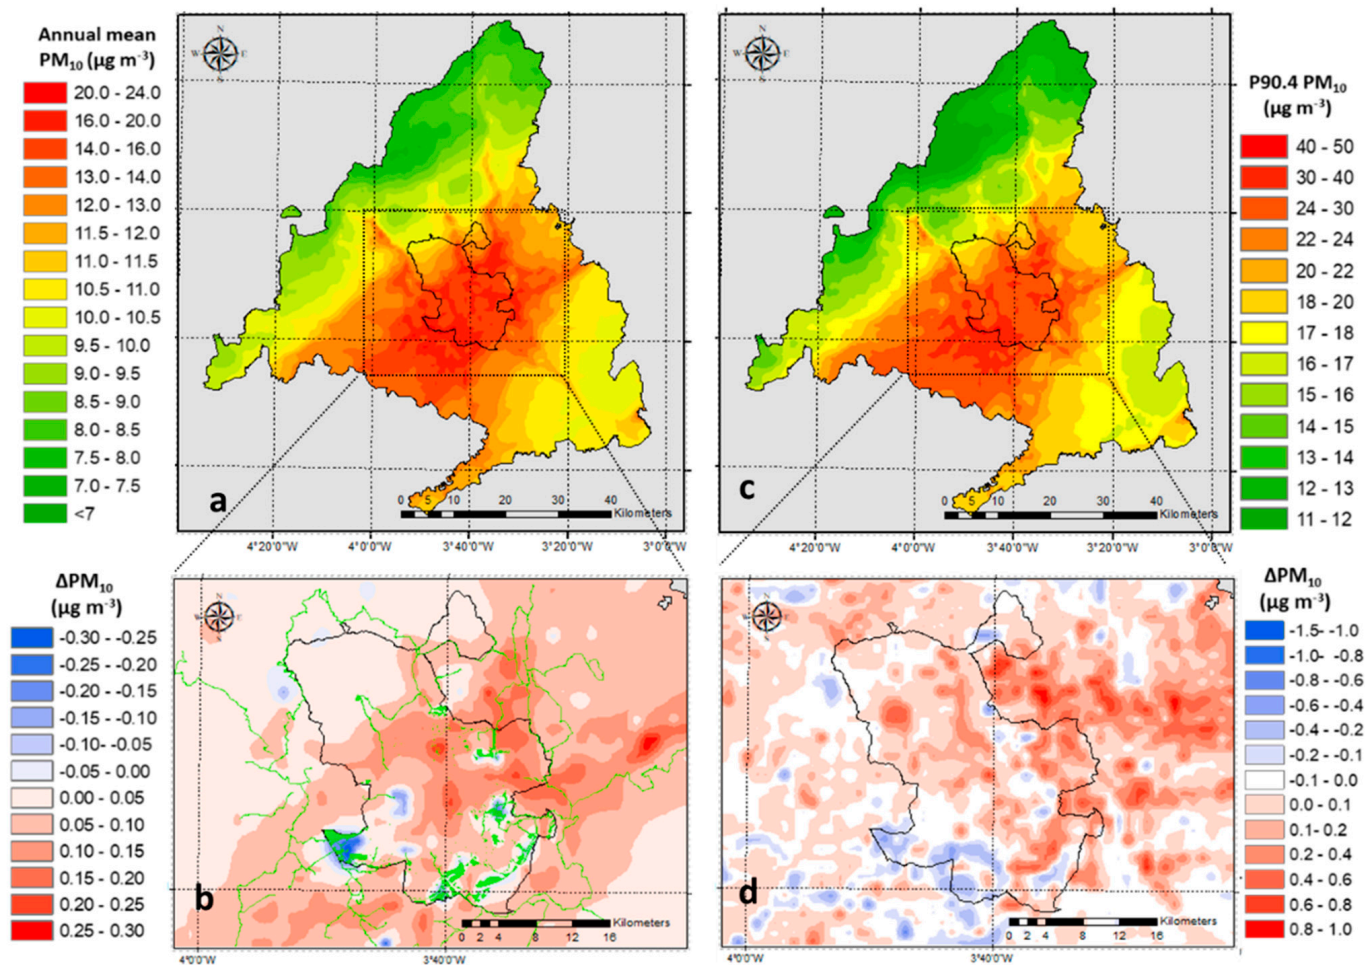 Annual mean
PM10 (µg m-3)
20.0 - 24.0
16.0 - 20.0
14.0 - 16.0
13.0 - 14.0
12.0 - 13.0
11.5 - 12.0
11.0 - 11.5
10.5 - 11.0
10.0 - 10.5
9.5 - 10.0
9.0 - 9.5
8.5 - 9.0
8.0 - 8.5
7.5 - 8.0
7.0 - 7.5
<7
N
W E
S
a
0 5 10 20 30 40
Kilometers
4°20'0"W 4°0'0"W 3°40'0"W 3°20'0"W 3°0'0"W
N
W E
S
c
0 5 10 20 30 40
Kilometers
4°20'0"W 4°0'0"W 3°40'0"W 3°20'0"W 3°0'0"W
P90.4 PM10
(µg m-3)
40 - 50
30 - 40
24 - 30
22 - 24
20 - 22
18 - 20
17 - 18
16 - 17
15 - 16
14 - 15
13 - 14
12 - 13
11 - 12
ΔPM10
(µg m-3)
-0.30 - -0.25
-0.25 - -0.20
-0.20 - -0.15
-0.15 - -0.10
-0.10- -0.05
-0.05 - 0.00
0.00 - 0.05
0.05 - 0.10
0.10 - 0.15
0.15 - 0.20
0.20 - 0.25
0.25 - 0.30
N
W E
S
b
Kilometers
0 2 4 8 12 16
4°0'0"W 3°40'0"W
N
W E
S
d
Kilometers
0 2 4 8 12 16
4°0'0"W 3°40'0"W
ΔPM10
(µg m-3)
-1.5- -1.0
-1.0- -0.8
-0.8 - -0.6
-0.6 - -0.4
-0.4 - -0.2
-0.2 - -0.1
-0.1 - 0.0
0.0 - 0.1
0.1- 0.2
0.2 - 0.4
0.4 - 0.6
0.6 - 0.8
0.8 - 1.0